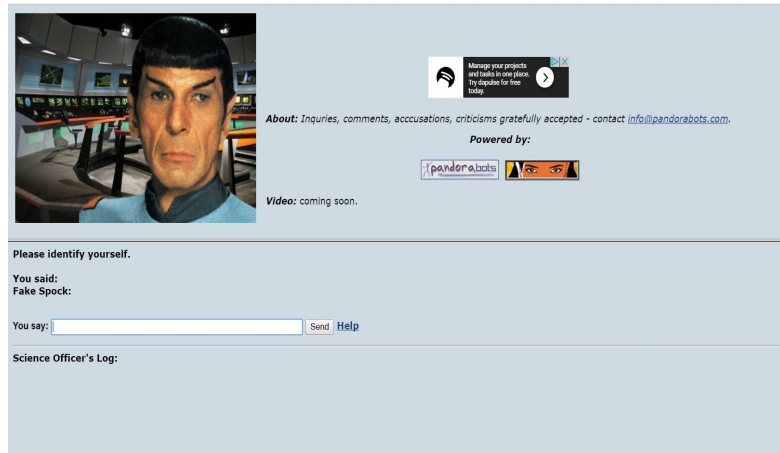 Manage your projects
and tasks in one place.
Try dapulse for free
today.
About: Inquries, comments, acccusations, criticisms gratefully accepted - contact info@pandorabots.com.
Powered by:
pandorabots
Video: coming soon.
Please identify yourself.
You said:
Fake Spock:
You say:
Send Help
Science Officer's Log: